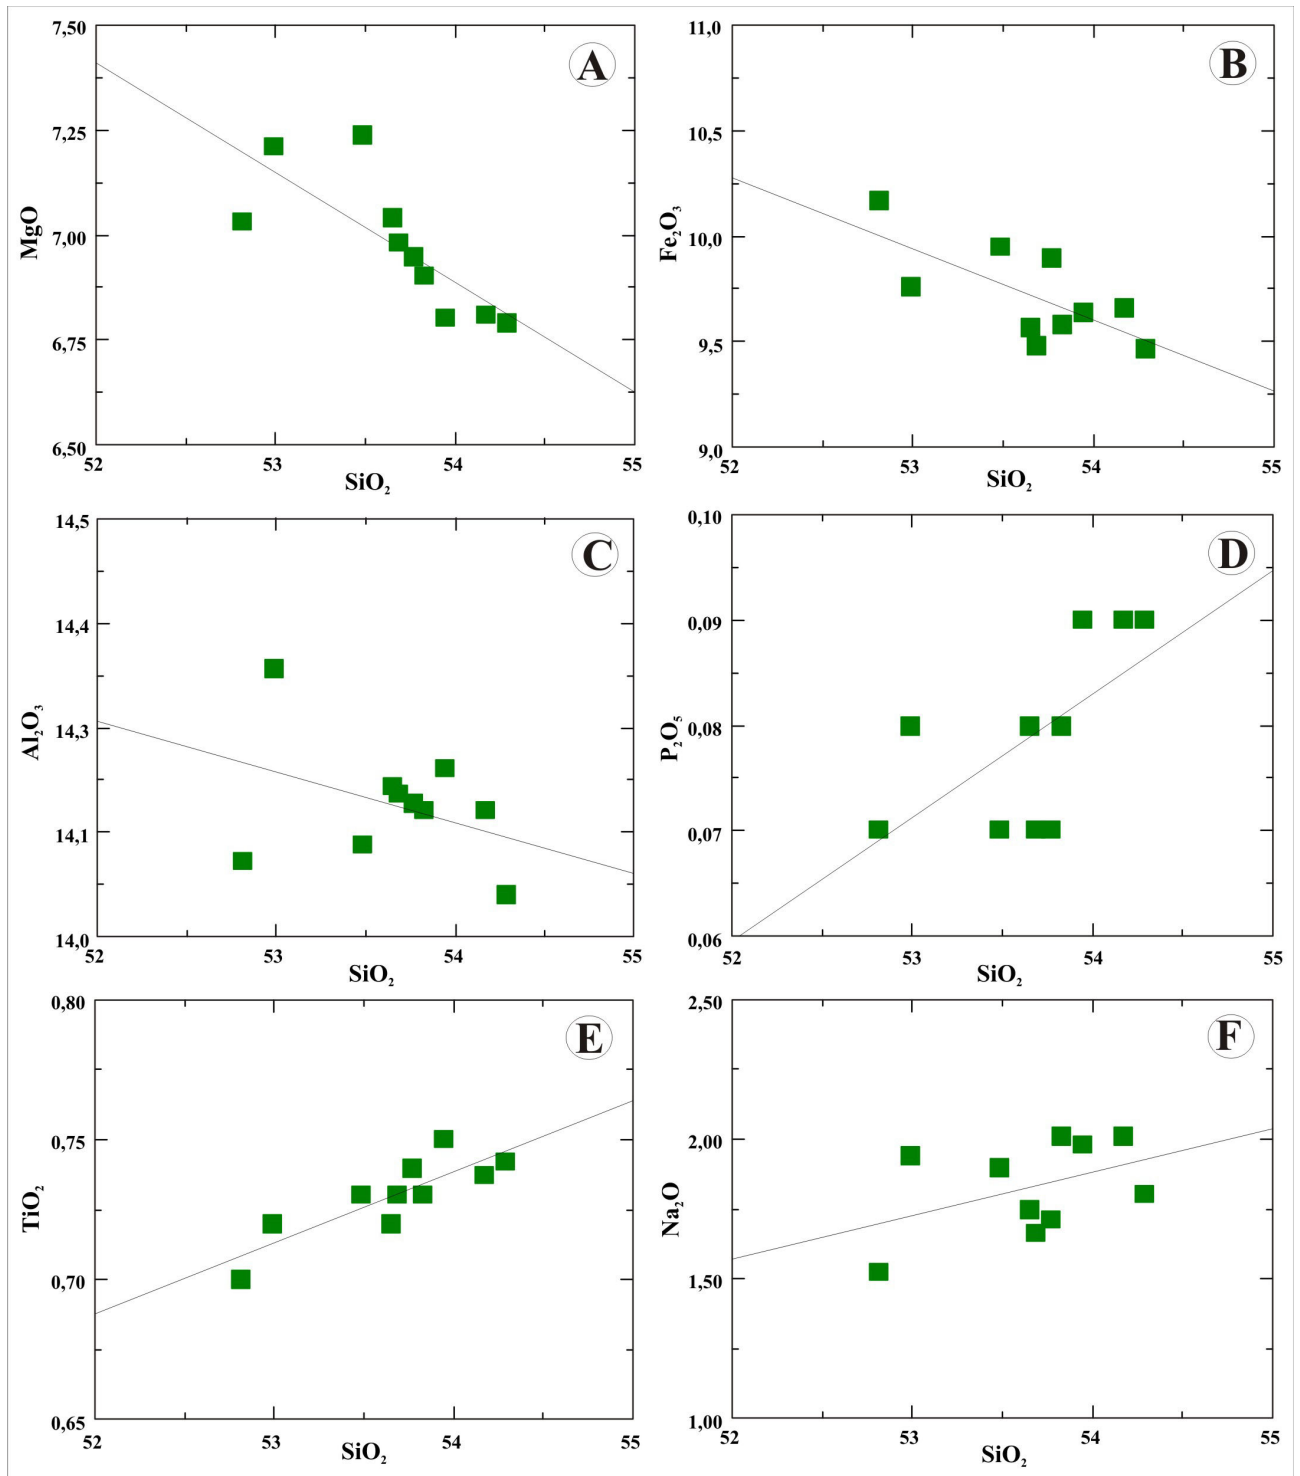 7,50
A
7,25
MgO
7,00
6,75
6,50
52
53
54
55
SiO₂
11,0
B
10,5
Fe₂O₃
10,0
9,5
9,0
52
53
54
55
SiO₂
14,5
C
14,4
14,3
Al₂O₃
14,1
14,0
52
53
54
55
SiO₂
0,10
D
0,09
P₂O₅
0,08
0,07
0,06
52
53
54
55
SiO₂
0,80
E
0,75
TiO₂
0,70
0,65
52
53
54
55
SiO₂
2,50
F
2,00
Na₂O
1,50
1,00
52
53
54
55
SiO₂